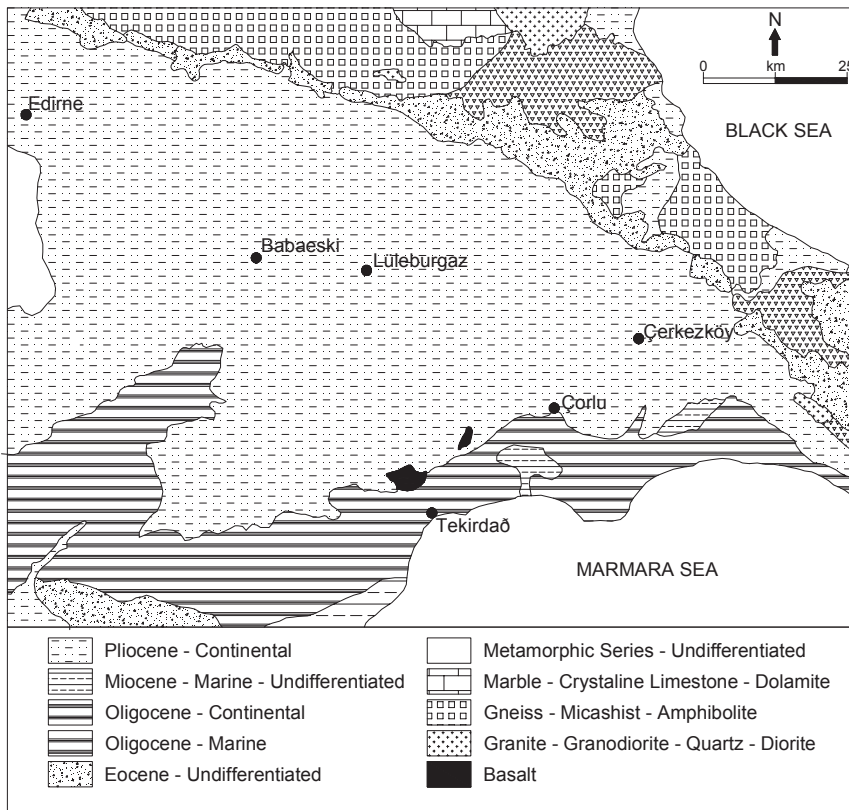 N
0 km 25
BLACK SEA
Edirne
Babaeski
Lüleburgaz
Çerkezköy
Çorlu
Tekirdað
MARMARA SEA
Pliocene - Continental
Miocene - Marine - Undifferentiated
Oligocene - Continental
Oligocene - Marine
Eocene - Undifferentiated
Metamorphic Series - Undifferentiated
Marble - Crystaline Limestone - Dolamite
Gneiss - Micashist - Amphibolite
Granite - Granodiorite - Quartz - Diorite
Basalt